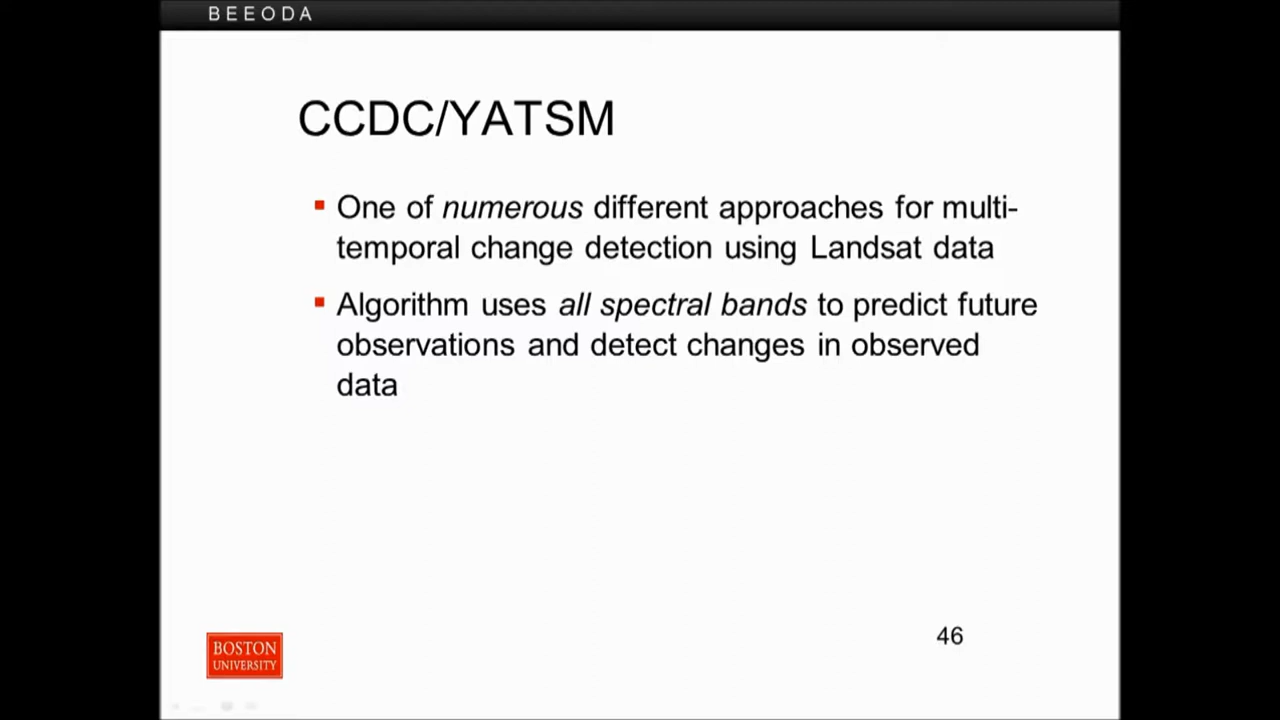 BEEODA
CCDC/YATSM
▪ One of numerous different approaches for multi-
temporal change detection using Landsat data
▪ Algorithm uses all spectral bands to predict future
observations and detect changes in observed
data
46
BOSTON
UNIVERSITY